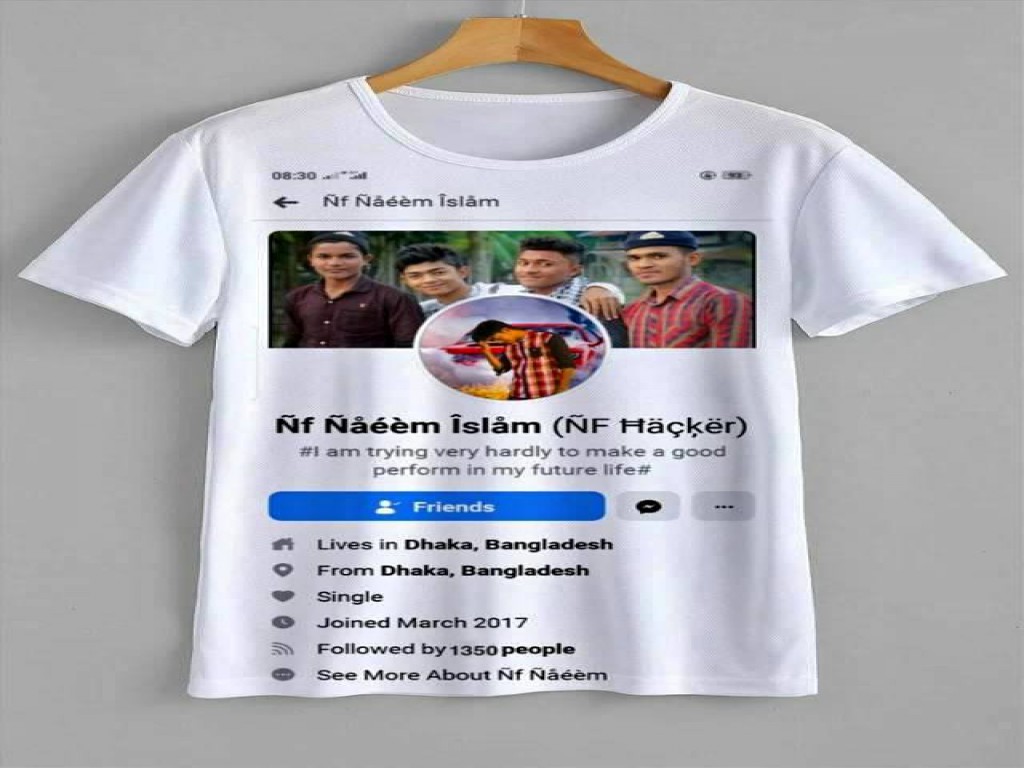 08:30
Ñf Ñåéèm Îslåm
Ñf Ñåéèm Îslåm (ÑF Ħäçķër)
#I am trying very hardly to make a good
perform in my future life#
Friends
Lives in Dhaka, Bangladesh
From Dhaka, Bangladesh
Single
Joined March 2017
Followed by 1350 people
See More About Ñf Ñåéèm